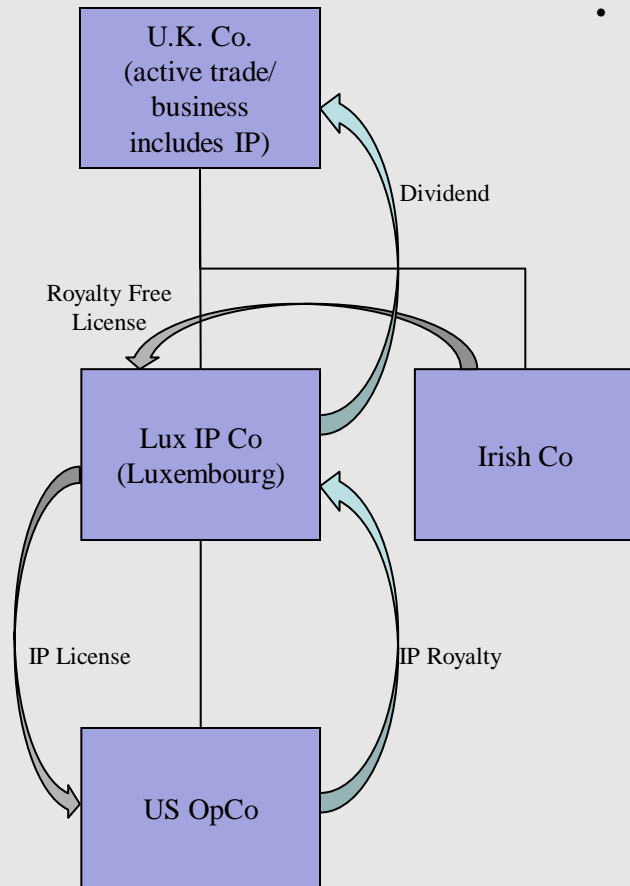 •
U.K. Co.
(active trade/
business
includes IP)
Dividend
Royalty Free
License
Lux IP Co
(Luxembourg)
Irish Co
IP License
IP Royalty
US OpCo